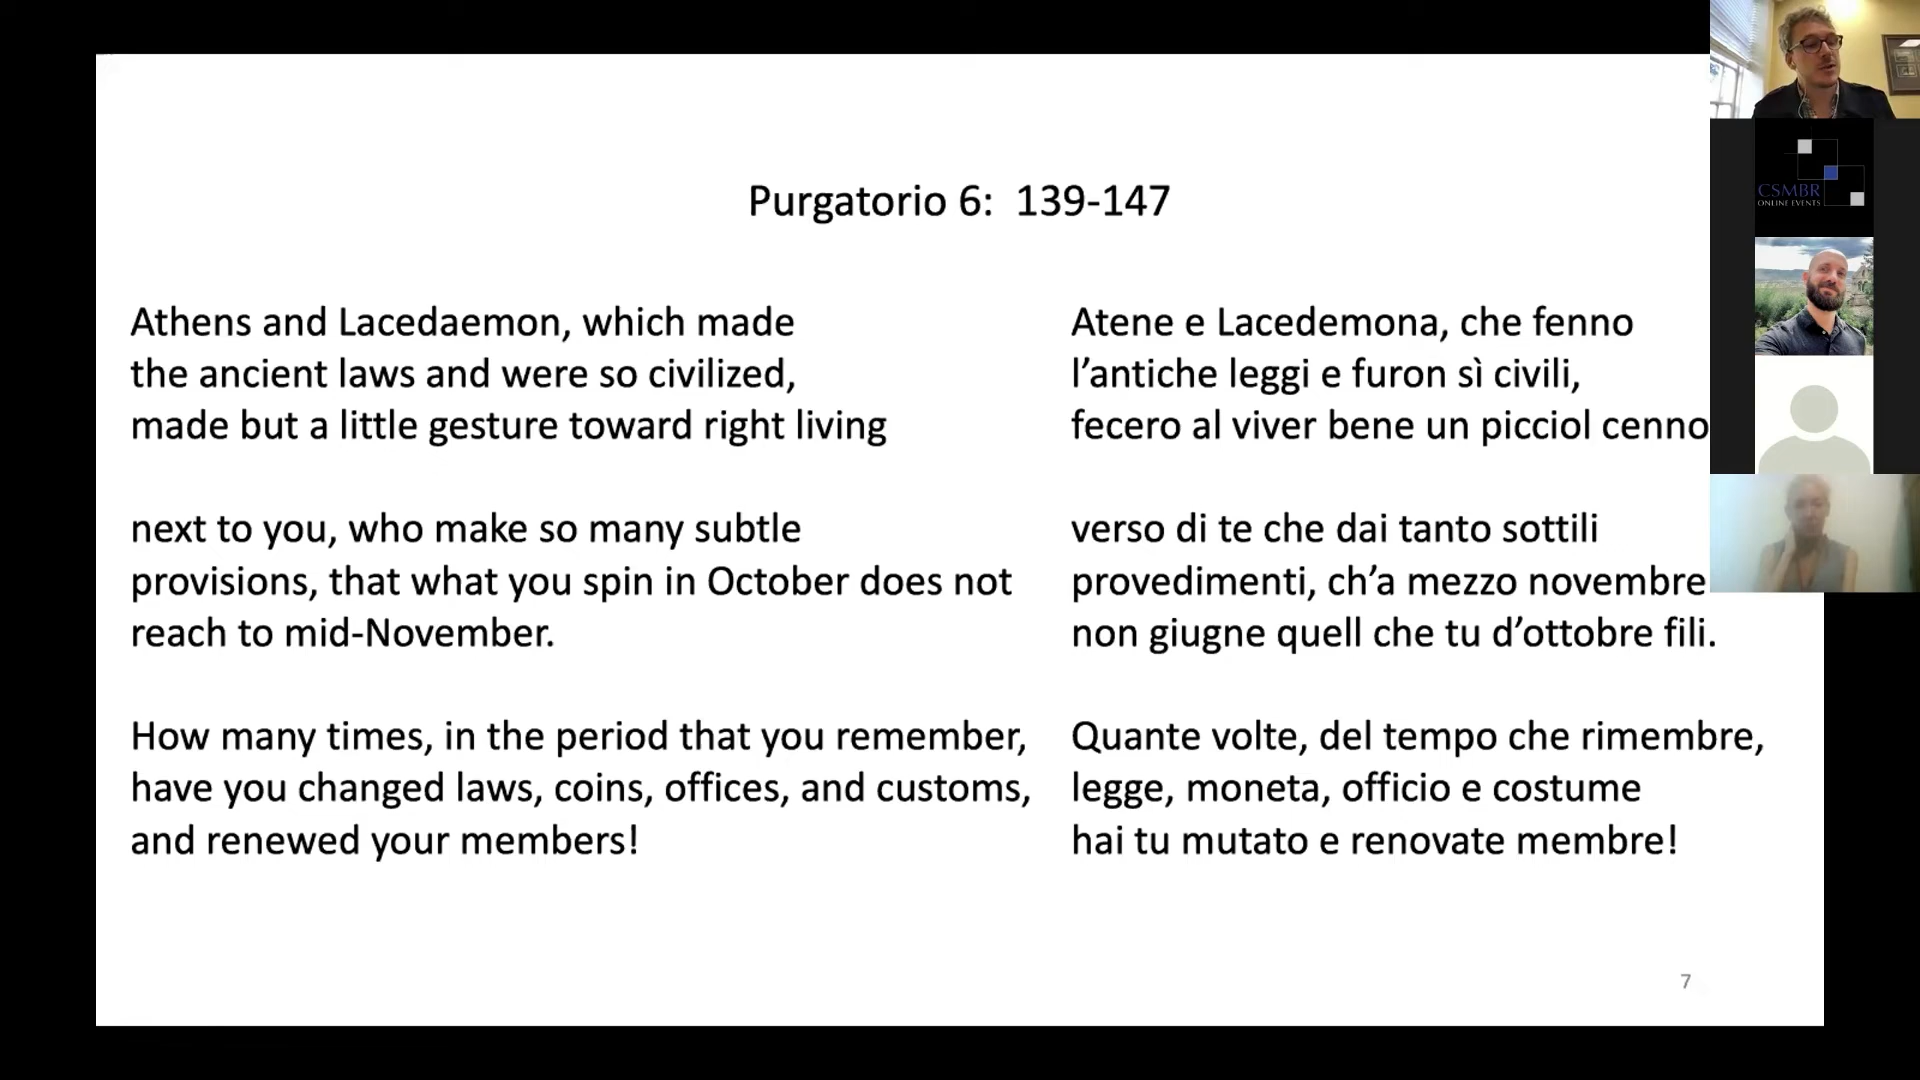 Purgatorio 6: 139-147
Athens and Lacedaemon, which made
the ancient laws and were so civilized,
made but a little gesture toward right living
next to you, who make so many subtle
provisions, that what you spin in October does not
reach to mid-November.
How many times, in the period that you remember,
have you changed laws, coins, offices, and customs,
and renewed your members!
Atene e Lacedemona, che fenno
l’antiche leggi e furon sì civili,
fecero al viver bene un picciol cenno
verso di te che dai tanto sottili
provedimenti, ch’a mezzo novembre
non giugne quell che tu d’ottobre fili.
Quante volte, del tempo che rimembre,
legge, moneta, officio e costume
hai tu mutato e renovate membre!
7
CSMBR
ONLINE EVENTS